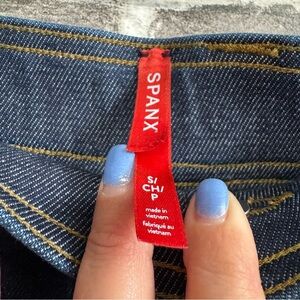 SPANX
S/
CH/
P
made in
vietnam
Fabriqué au
Vietnam